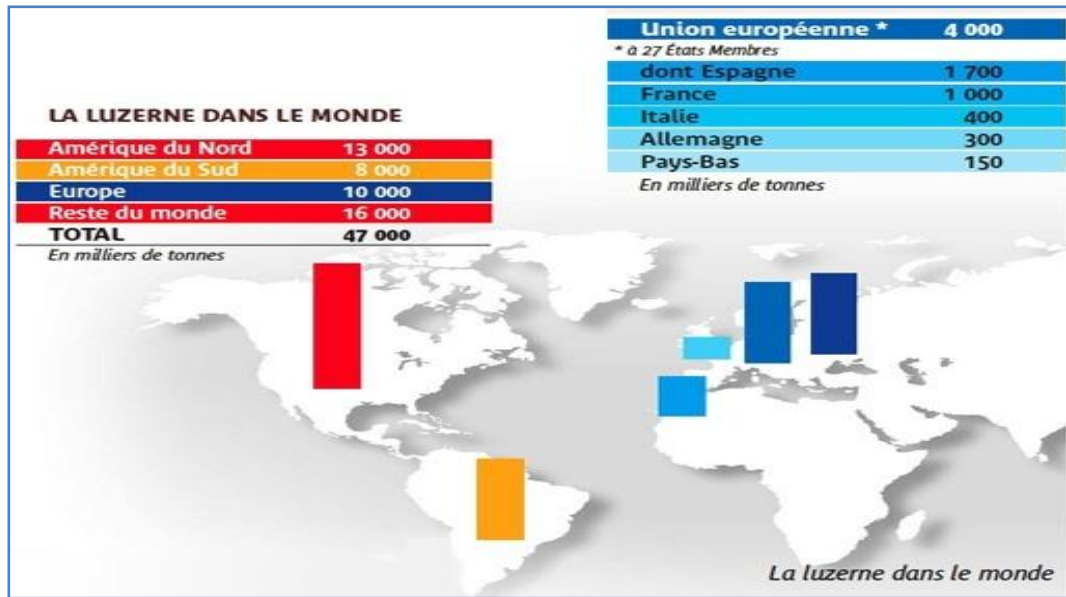 LA LUZERNE DANS LE MONDE
Amérique du Nord 13 000
Amérique du Sud 8 000
Europe 10 000
Reste du monde 16 000
TOTAL 47 000
En milliers de tonnes
Union européenne * 4 000
* à 27 États Membres
dont Espagne 1 700
France 1 000
Italie 400
Allemagne 300
Pays-Bas 150
En milliers de tonnes
La luzerne dans le monde